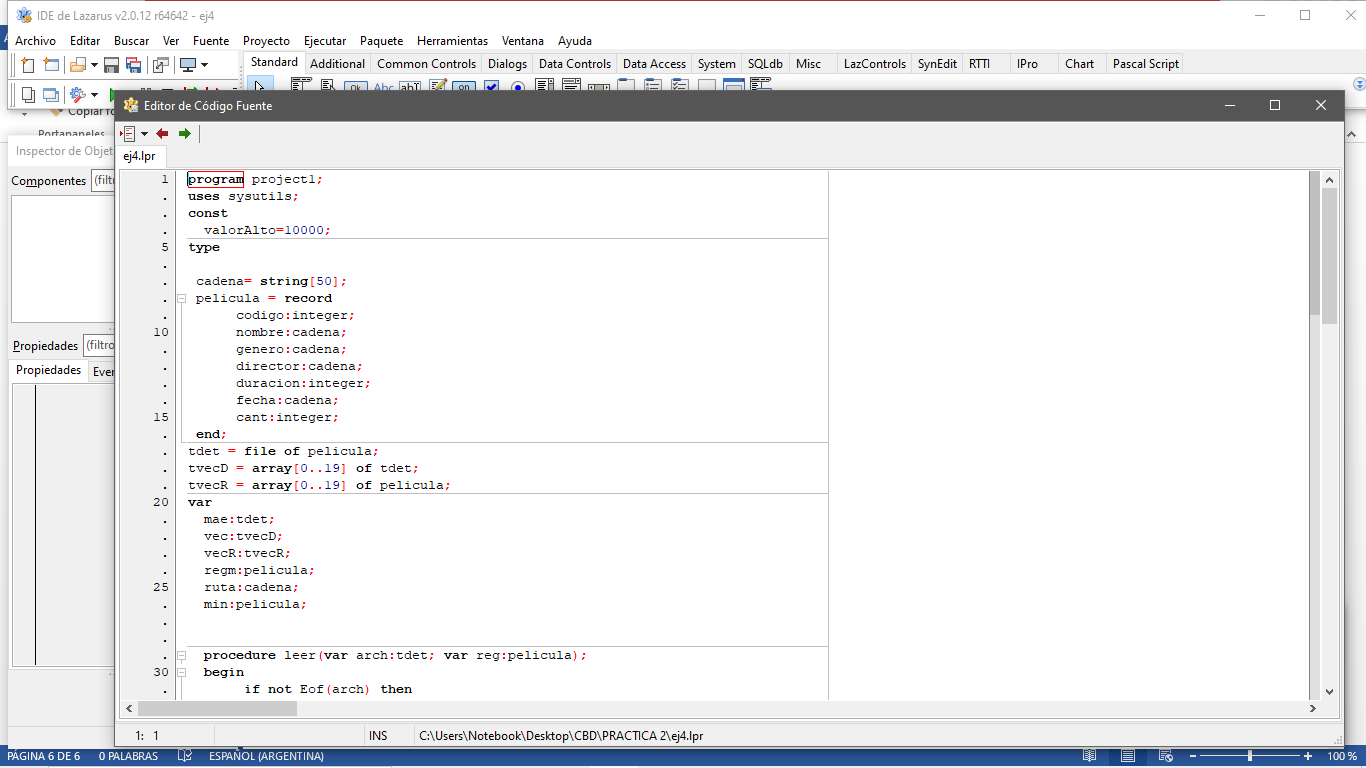 IDE de Lazarus v2.0.12 r64642 - ej4
Archivo Editar Buscar Ver Fuente Proyecto Ejecutar Paquete Herramientas Ventana Ayuda
Standard Additional Common Controls Dialogs Data Controls Data Access System SQLdb Misc LazControls SynEdit RTTI IPro Chart Pascal Script
Ok Abc ab on
Copiar fo
Portapapeles
Editor de Código Fuente
Inspector de Objet
ej4.lpr
Componentes (filtr
Propiedades (filtro
Propiedades Ever
1 program project1;
. uses sysutils;
. const
. valorAlto=10000;
5 type
.
. cadena= string[50];
. pelicula = record
. codigo:integer;
10 nombre:cadena;
. genero:cadena;
. director:cadena;
. duracion:integer;
. fecha:cadena;
15 cant:integer;
. end;
. tdet = file of pelicula;
. tvecD = array[0..19] of tdet;
. tvecR = array[0..19] of pelicula;
20 var
. mae:tdet;
. vec:tvecD;
. vecR:tvecR;
. regm:pelicula;
25 ruta:cadena;
. min:pelicula;
.
.
. procedure leer(var arch:tdet; var reg:pelicula);
30 begin
. if not Eof(arch) then
1: 1 INS C:\Users\Notebook\Desktop\CBD\PRACTICA 2\ej4.lpr
PÁGINA 6 DE 6 0 PALABRAS ESPAÑOL (ARGENTINA) 100 %